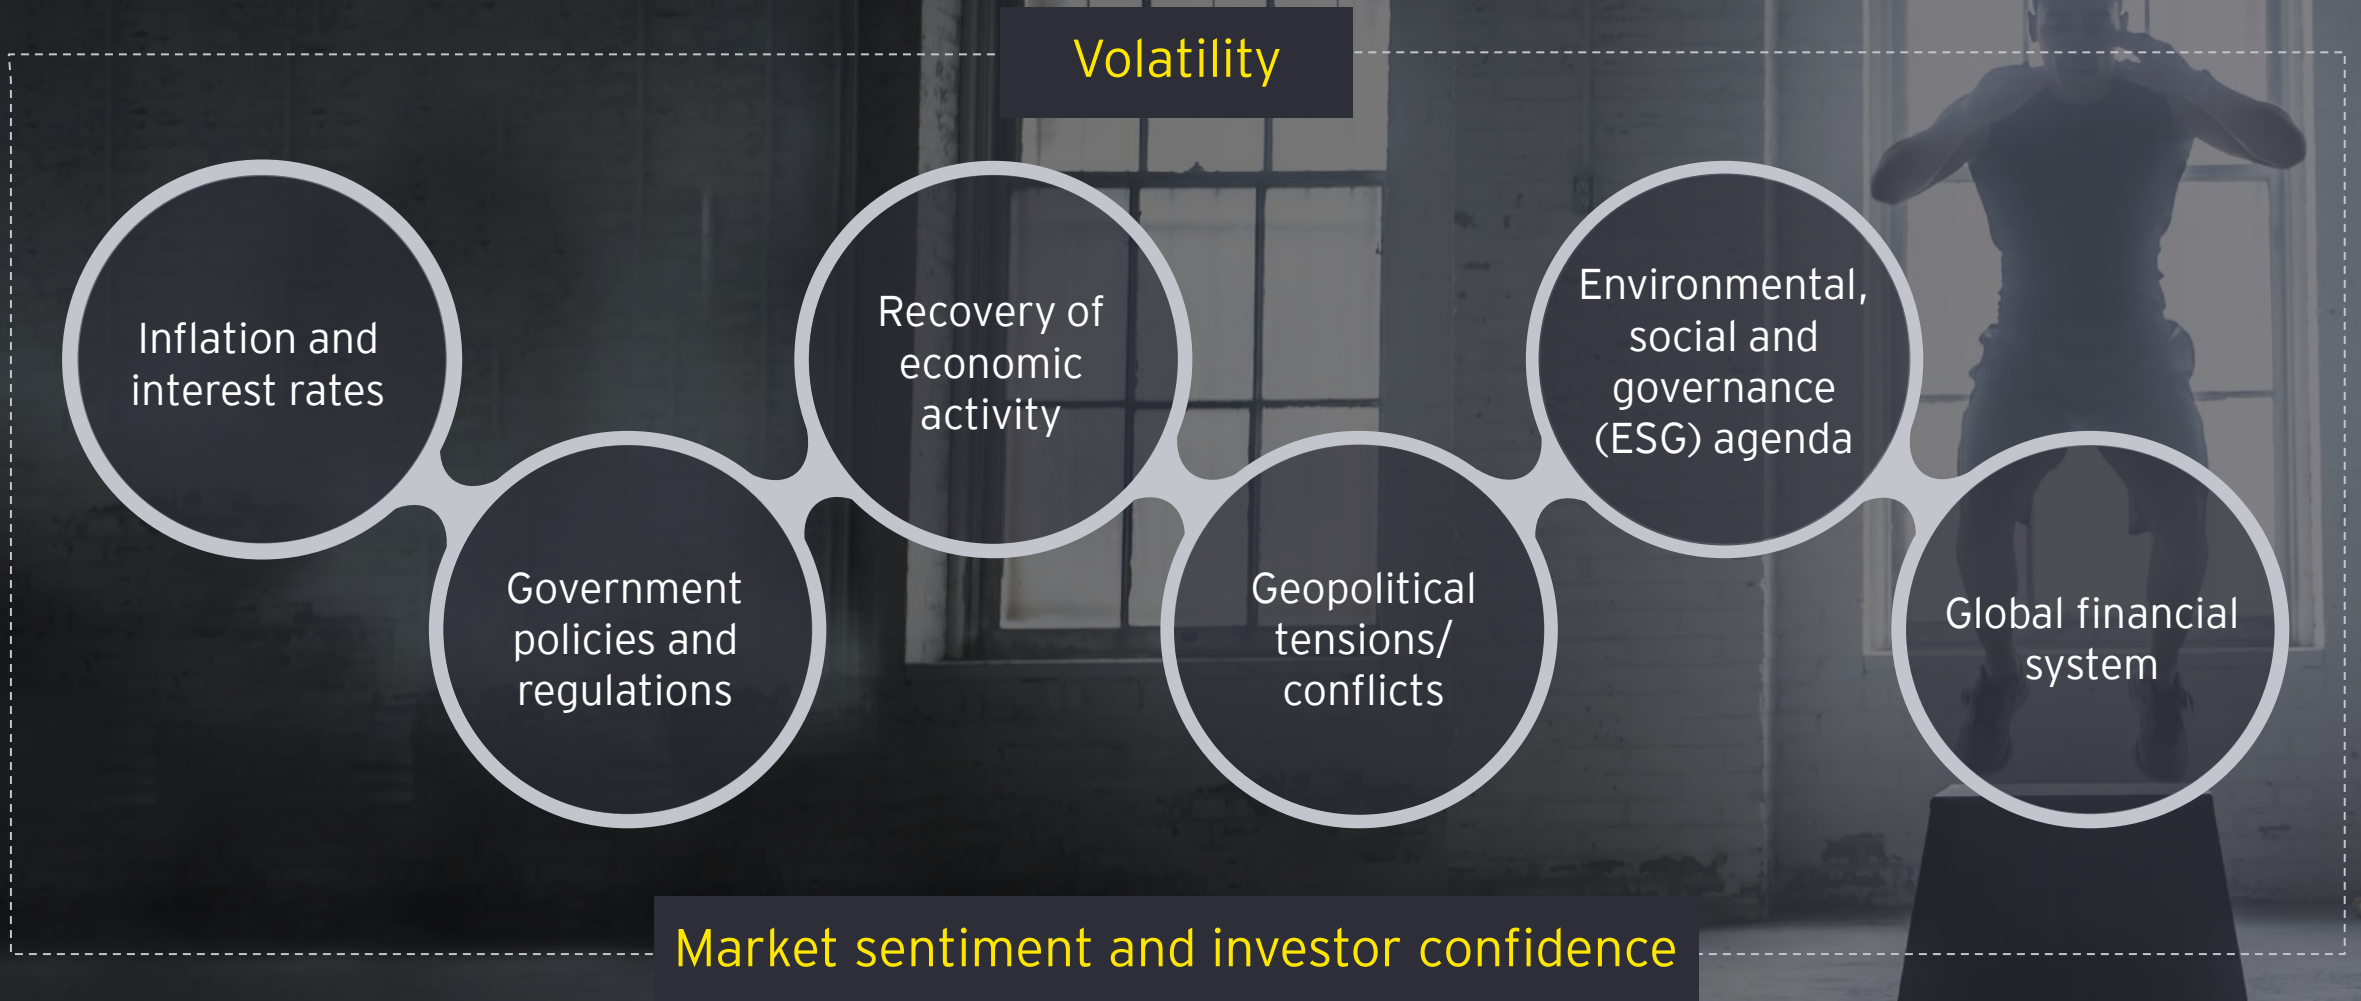 Volatility
Inflation and
interest rates
Government
policies and
regulations
Recovery of
economic
activity
Geopolitical
tensions/
conflicts
Environmental,
social and
governance
(ESG) agenda
Global financial
system
Market sentiment and investor confidence